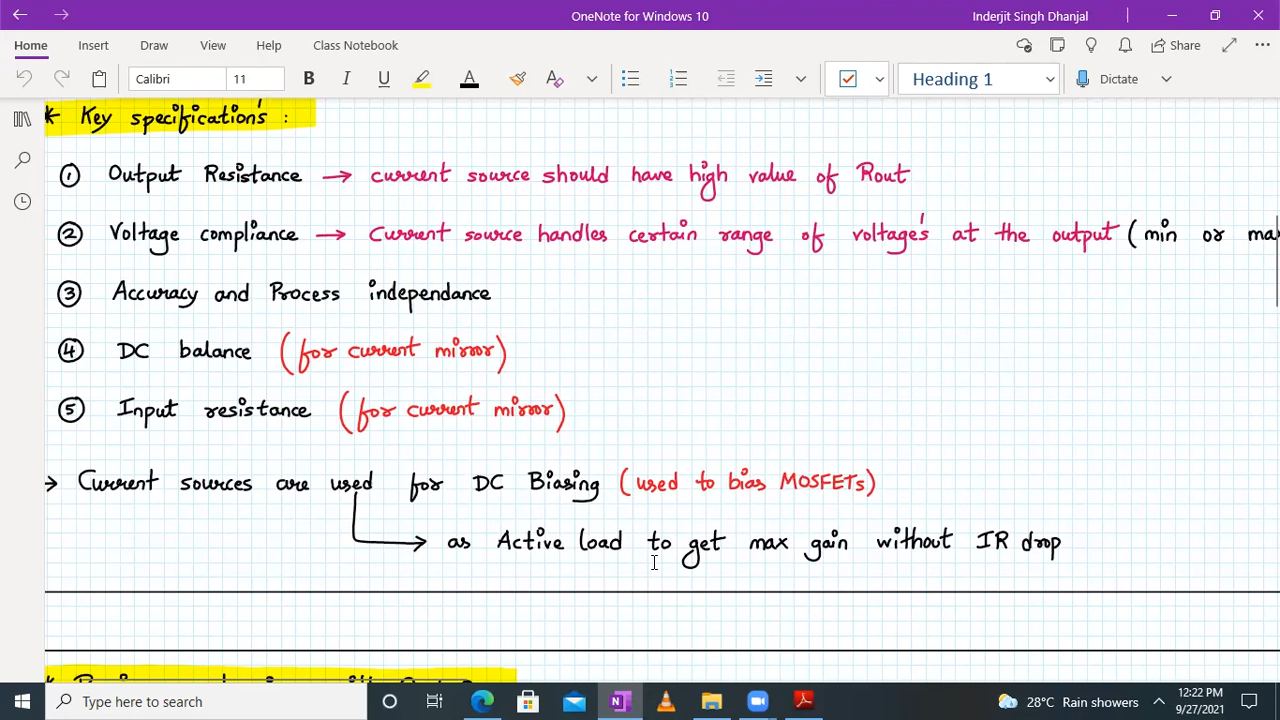 OneNote for Windows 10
Inderjit Singh Dhanjal
Home Insert Draw View Help Class Notebook Share
Calibri 11 B I U A Heading 1 Dictate
* Key specification's :
① Output Resistance → current source should have high value of Rout
② Voltage compliance → Current source handles certain range of voltage's at the output (min or ma
③ Accuracy and Process independance
④ DC balance (for current mirror)
⑤ Input resistance (for current mirror)
→ Current sources are used for DC Biasing (used to bias MOSFETs)
as Active load to get max gain without IR drop
Type here to search
28°C Rain showers
12:22 PM
9/27/2021